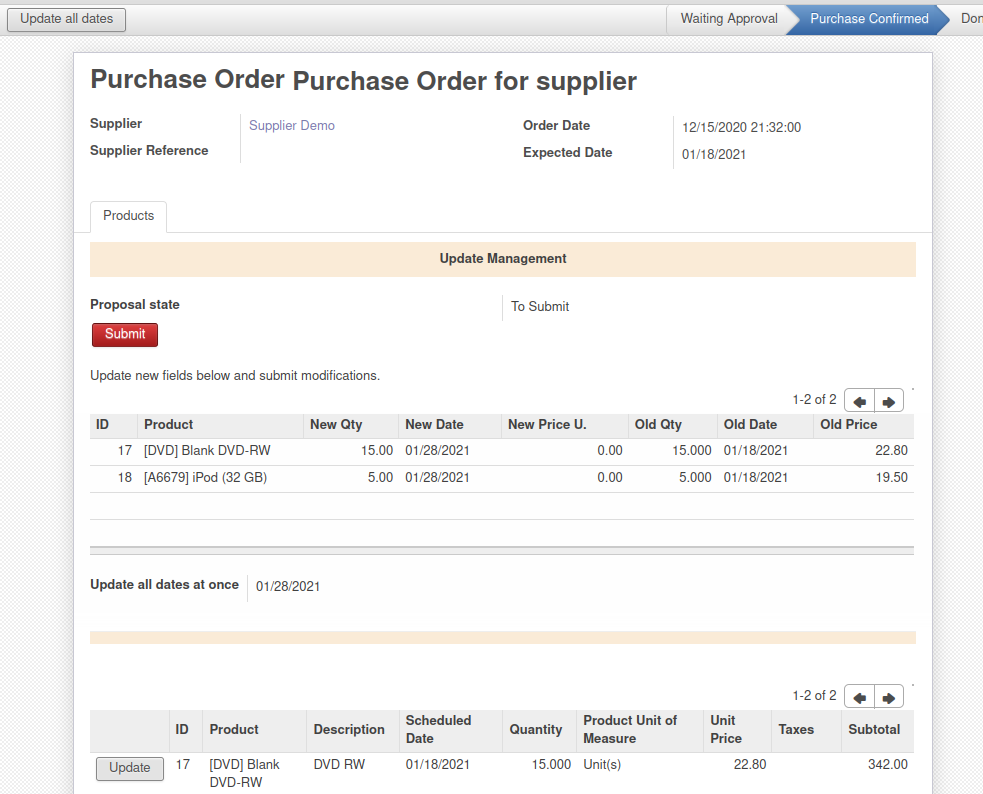 Update all dates
Waiting Approval Purchase Confirmed Don
Purchase Order Purchase Order for supplier
Supplier Supplier Demo Order Date 12/15/2020 21:32:00
Supplier Reference Expected Date 01/18/2021
Products
Update Management
Proposal state To Submit
Submit
Update new fields below and submit modifications.
1-2 of 2
ID Product New Qty New Date New Price U. Old Qty Old Date Old Price
17 [DVD] Blank DVD-RW 15.00 01/28/2021 0.00 15.000 01/18/2021 22.80
18 [A6679] iPod (32 GB) 5.00 01/28/2021 0.00 5.000 01/18/2021 19.50
Update all dates at once 01/28/2021
1-2 of 2
ID Product Description Scheduled Date Quantity Product Unit of Measure Unit Price Taxes Subtotal
Update 17 [DVD] Blank DVD-RW DVD RW 01/18/2021 15.000 Unit(s) 22.80 342.00